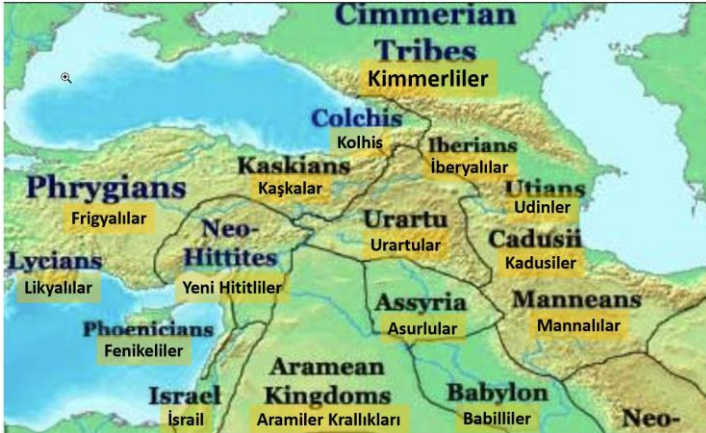 Cimmerian
Tribes
Kimmerliler
Colchis
Kolhis
Iberians
İberyalılar
Kaskians
Kaşkalar
Phrygians
Frigyalılar
Utians
Udinler
Urartu
Urartular
Neo-
Hittites
Yeni Hititliler
Cadusii
Kadusiler
Lycians
Likyalılar
Assyria
Asurlular
Manneans
Mannalılar
Phoenicians
Fenikeliler
Aramean
Kingdoms
Aramiler Krallıkları
Israel
İsrail
Babylon
Babilliler
Neo-